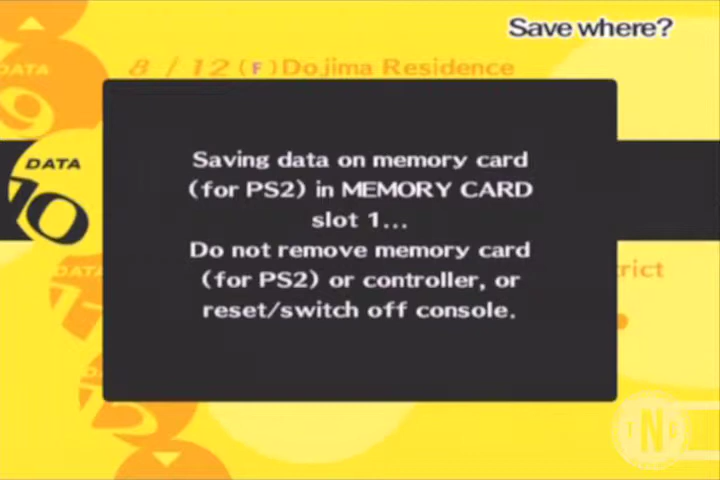 Save where?
DATA
8 / 12 (F) Dojima Residence
9
DATA
10
Saving data on memory card
(for PS2) in MEMORY CARD
slot 1...
Do not remove memory card
(for PS2) or controller, or
reset/switch off console.
DATA
trict